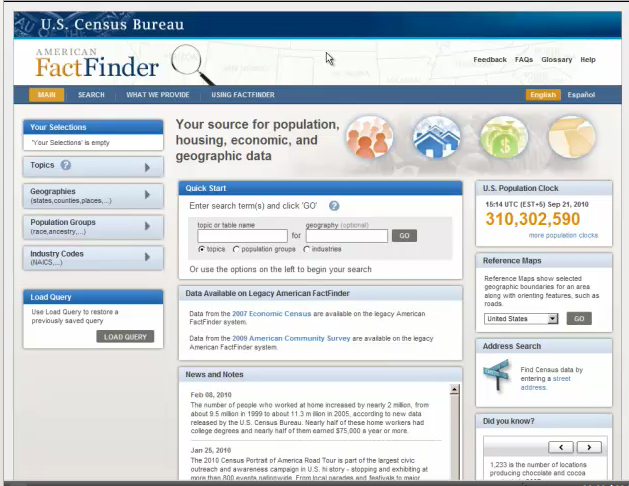 U.S. Census Bureau
AMERICAN
FactFinder
Feedback FAQs Glossary Help
MAIN SEARCH WHAT WE PROVIDE USING FACTFINDER English Español
Your Selections
'Your Selections' is empty
Topics ?
Geographies
(states,counties,places,...)
Population Groups
(race,ancestry,...)
Industry Codes
(NAICS,...)
Load Query
Use Load Query to restore a
previously saved query
LOAD QUERY
Your source for population,
housing, economic, and
geographic data
Quick Start
Enter search term(s) and click 'GO' ?
topic or table name geography (optional)
for GO
topics population groups industries
Or use the options on the left to begin your search
Data Available on Legacy American FactFinder
Data from the 2007 Economic Census are available on the legacy American
FactFinder system.
Data from the 2009 American Community Survey are available on the legacy
American FactFinder system.
News and Notes
Feb 08, 2010
The number of people who worked at home increased by nearly 2 million, from
about 9.5 million in 1999 to about 11.3 million in 2005, according to new data
released by the U.S. Census Bureau. Nearly half of these home workers had
college degrees and nearly half of them earned $75,000 a year or more.
Jan 25, 2010
The 2010 Census Portrait of America Road Tour is part of the largest civic
outreach and awareness campaign in U.S. hi story - stopping and exhibiting at
more than 800 events nationwide. From local parades and festivals to major
U.S. Population Clock
15:14 UTC (EST+5) Sep 21, 2010
310,302,590
more population clocks
Reference Maps
Reference Maps show selected
geographic boundaries for an area
along with orienting features, such as
roads.
United States GO
Address Search
Find Census data by
entering a street
address.
Did you know?
1,233 is the number of locations
producing chocolate and cocoa